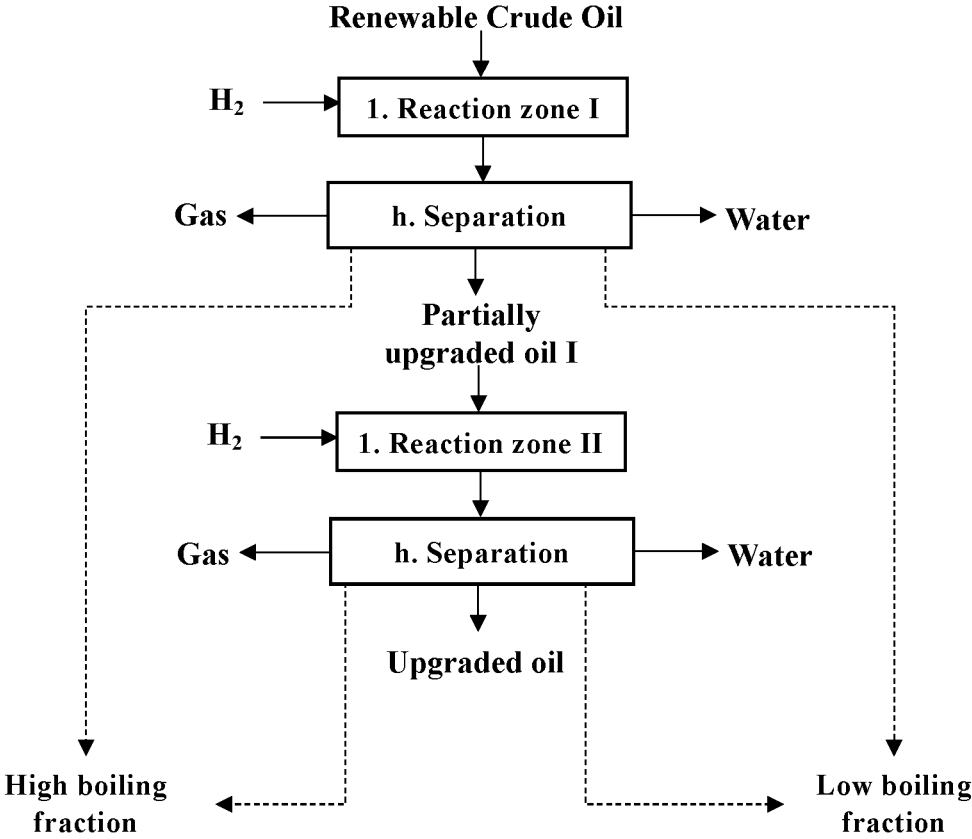 Renewable Crude Oil
H₂
1. Reaction zone I
Gas
h. Separation
Water
Partially
upgraded oil I
H₂
1. Reaction zone II
Gas
h. Separation
Water
Upgraded oil
High boiling
fraction
Low boiling
fraction